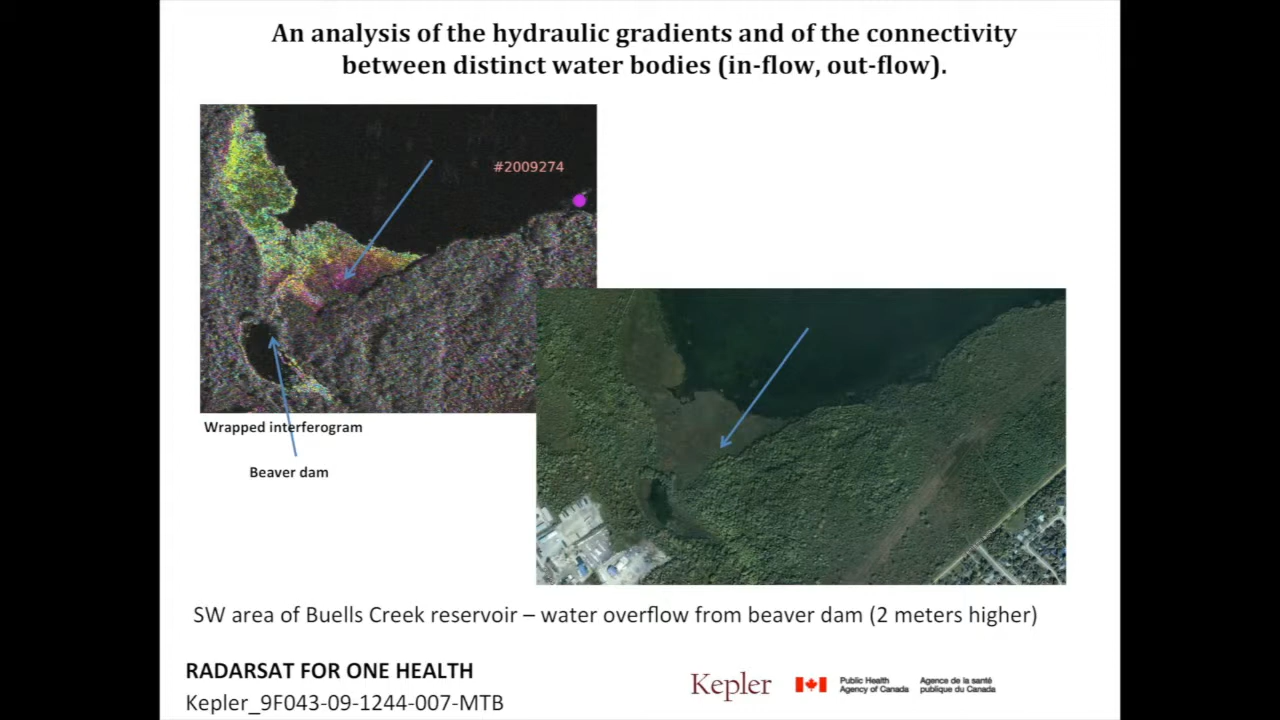 An analysis of the hydraulic gradients and of the connectivity
between distinct water bodies (in-flow, out-flow).
#2009274
Wrapped interferogram
Beaver dam
SW area of Buells Creek reservoir – water overflow from beaver dam (2 meters higher)
RADARSAT FOR ONE HEALTH
Kepler_9F043-09-1244-007-MTB
Kepler
Public Health
Agency of Canada
Agence de la santé
publique du Canada